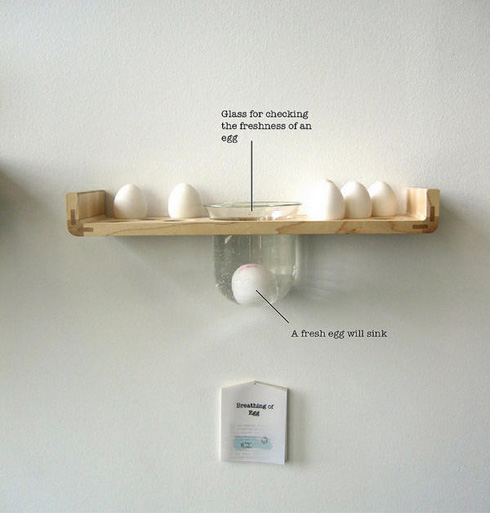 Glass for checking
the freshness of an
egg
A fresh egg will sink
Breathing of
Egg